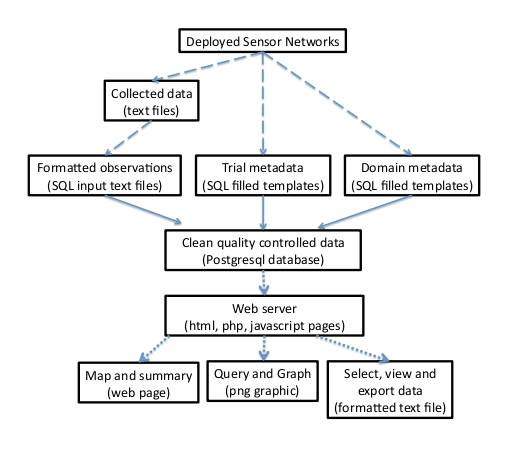 Deployed Sensor Networks
Collected data
(text files)
Formatted observations
(SQL input text files)
Trial metadata
(SQL filled templates)
Domain metadata
(SQL filled templates)
Clean quality controlled data
(Postgresql database)
Web server
(html, php, javascript pages)
Map and summary
(web page)
Query and Graph
(png graphic)
Select, view and
export data
(formatted text file)